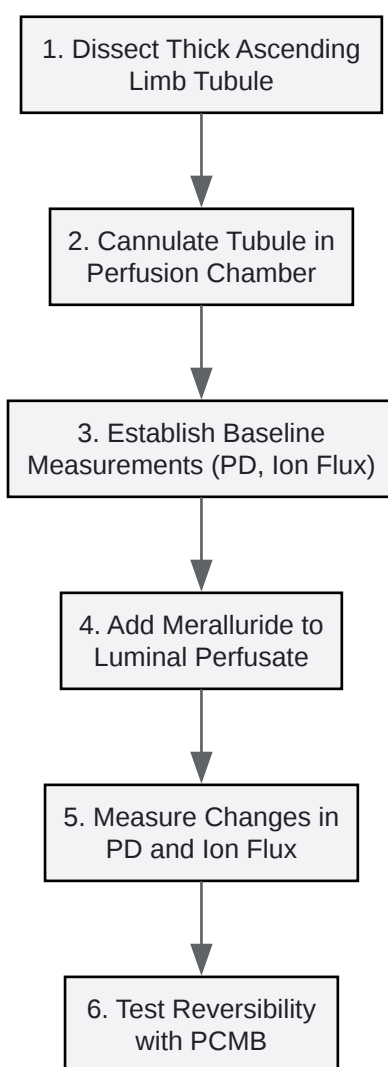 1. Dissect Thick Ascending
Limb Tubule
2. Cannulate Tubule in
Perfusion Chamber
3. Establish Baseline
Measurements (PD, Ion Flux)
4. Add Meralluride to
Luminal Perfusate
5. Measure Changes in
PD and Ion Flux
6. Test Reversibility
with PCMB